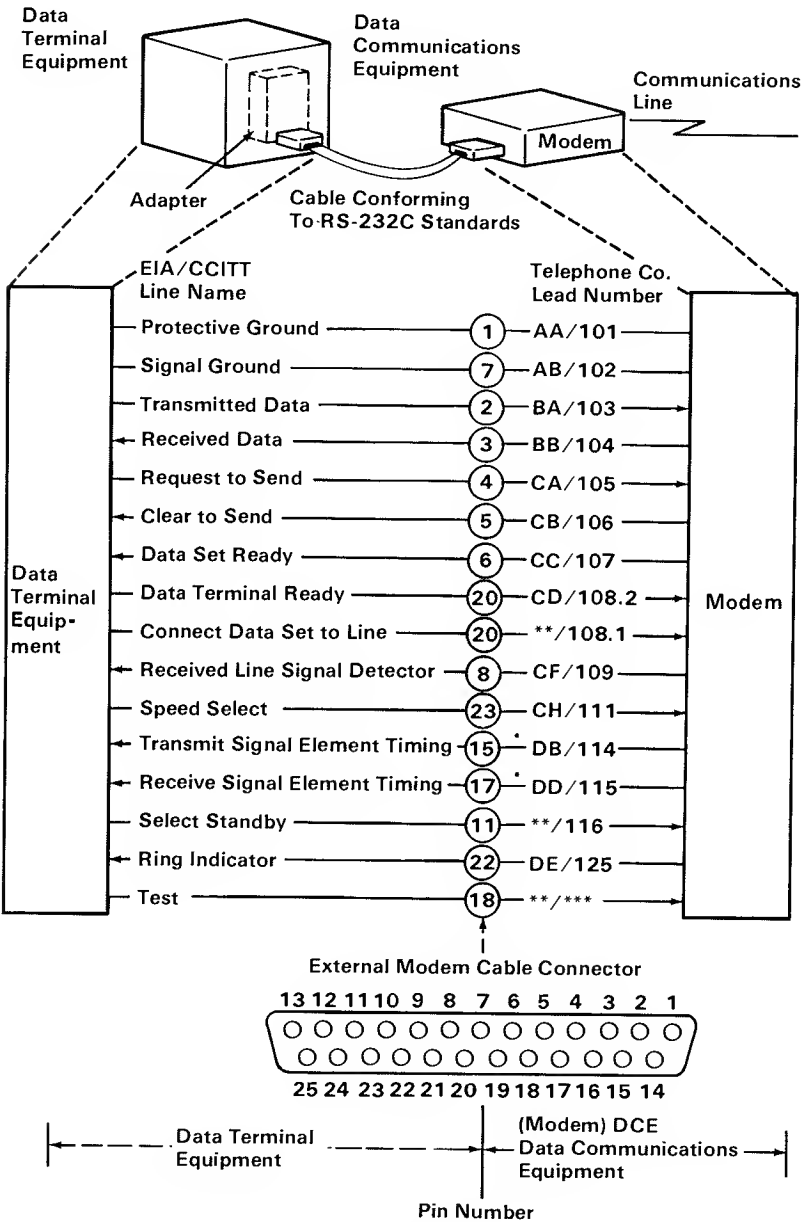 Data
Terminal
Equipment
Data
Communications
Equipment
Communications
Line
Modem
Adapter
Cable Conforming
To RS-232C Standards
EIA/CCITT
Line Name
Telephone Co.
Lead Number
Protective Ground 1 AA/101
Signal Ground 7 AB/102
Transmitted Data 2 BA/103
Received Data 3 BB/104
Request to Send 4 CA/105
Clear to Send 5 CB/106
Data Set Ready 6 CC/107
Data Terminal Ready 20 CD/108.2
Connect Data Set to Line 20 **/108.1
Received Line Signal Detector 8 CF/109
Speed Select 23 CH/111
Transmit Signal Element Timing 15 DB/114
Receive Signal Element Timing 17 DD/115
Select Standby 11 **/116
Ring Indicator 22 DE/125
Test 18 **/***
Data
Terminal
Equip-
ment
Modem
External Modem Cable Connector
13 12 11 10 9 8 7 6 5 4 3 2 1
25 24 23 22 21 20 19 18 17 16 15 14
Data Terminal
Equipment
(Modem) DCE
Data Communications
Equipment
Pin Number